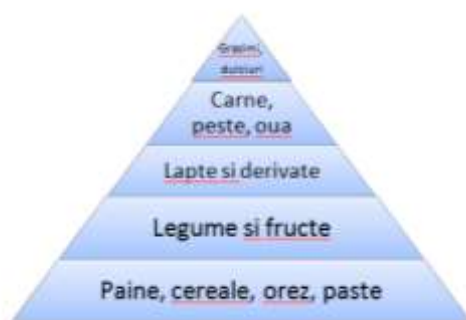 Grasimi,
dulciuri
Carne,
peste, oua
Lapte si derivate
Legume si fructe
Paine, cereale, orez, paste